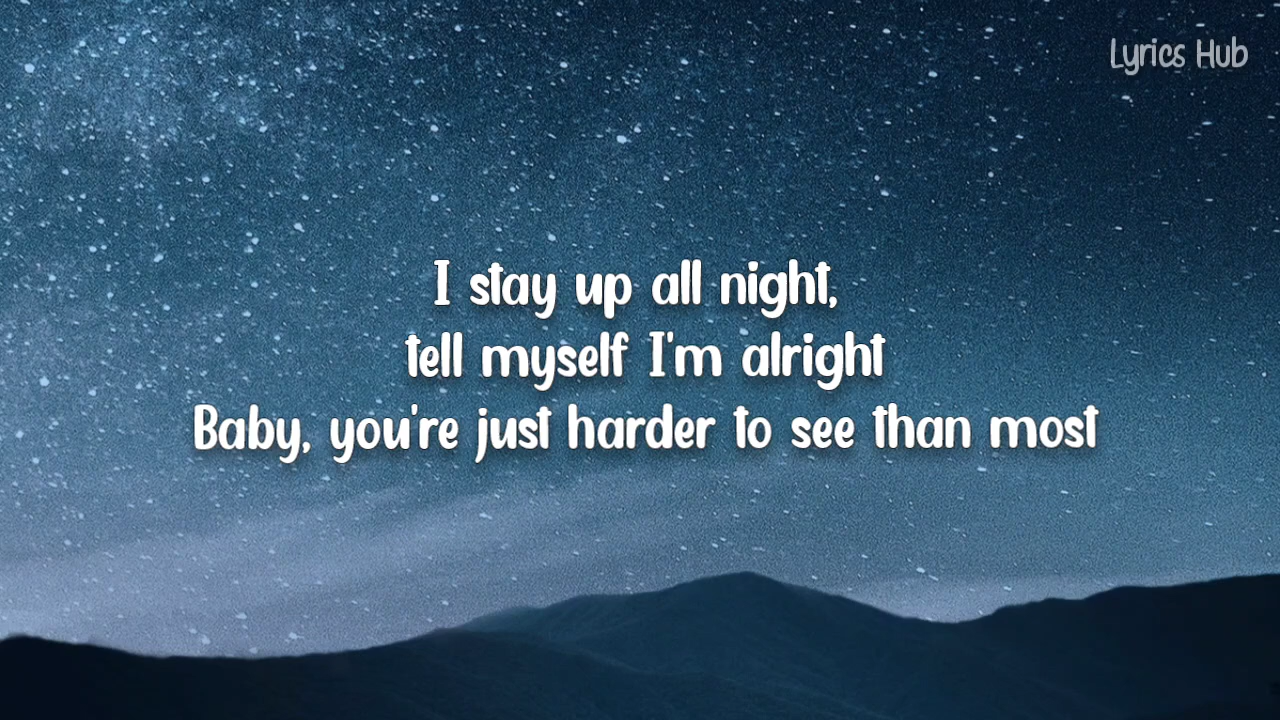 Lyrics Hub
I stay up all night,
tell myself I'm alright
Baby, you're just harder to see than most